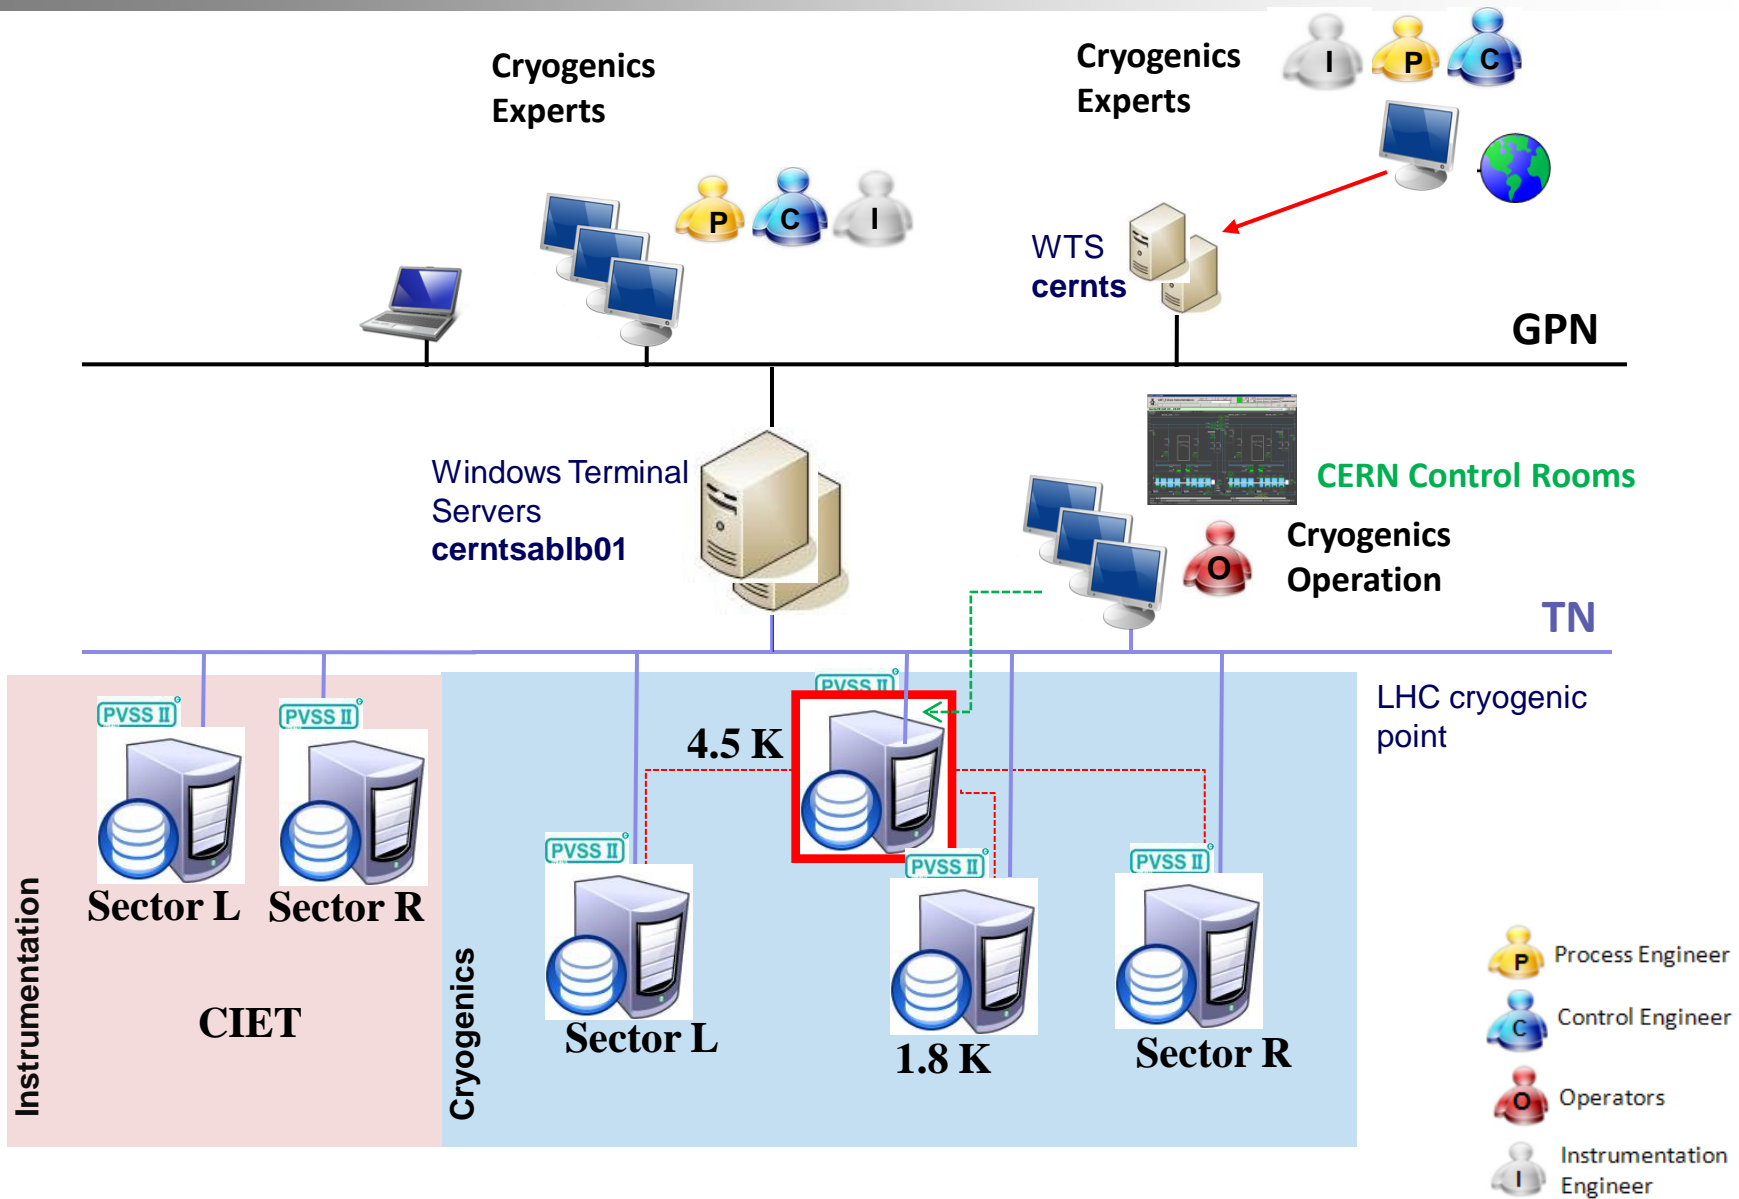 Cryogenics
Experts
P
C
I
Cryogenics
Experts
I
P
C
WTS
cernts
GPN
Windows Terminal
Servers
cerntsablb01
CERN Control Rooms
O
Cryogenics
Operation
TN
LHC cryogenic
point
PVSS II
Sector L
PVSS II
Sector R
CIET
Instrumentation
PVSS II
4.5 K
PVSS II
Sector L
PVSS II
1.8 K
PVSS II
Sector R
Cryogenics
P
Process Engineer
C
Control Engineer
O
Operators
I
Instrumentation
Engineer